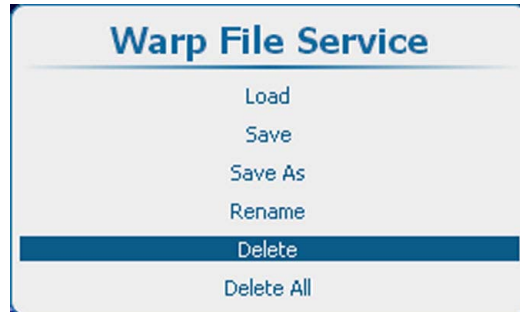 Warp File Service
Load
Save
Save As
Rename
Delete
Delete All